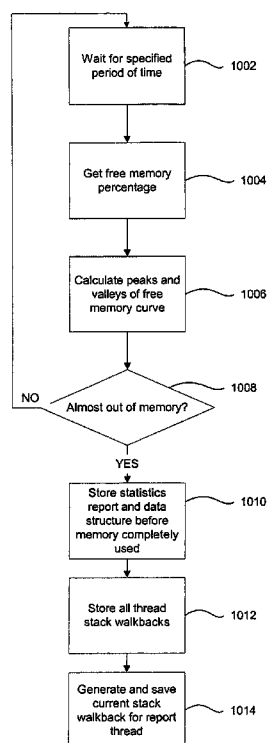 Wait for specified
period of time
1002
Get free memory
percentage
1004
Calculate peaks and
valleys of free
memory curve
1006
1008
Almost out of memory?
NO
YES
Store statistics
report and data
structure before
memory completely
used
1010
Store all thread
stack walkbacks
1012
Generate and save
current stack
walkback for report
thread
1014